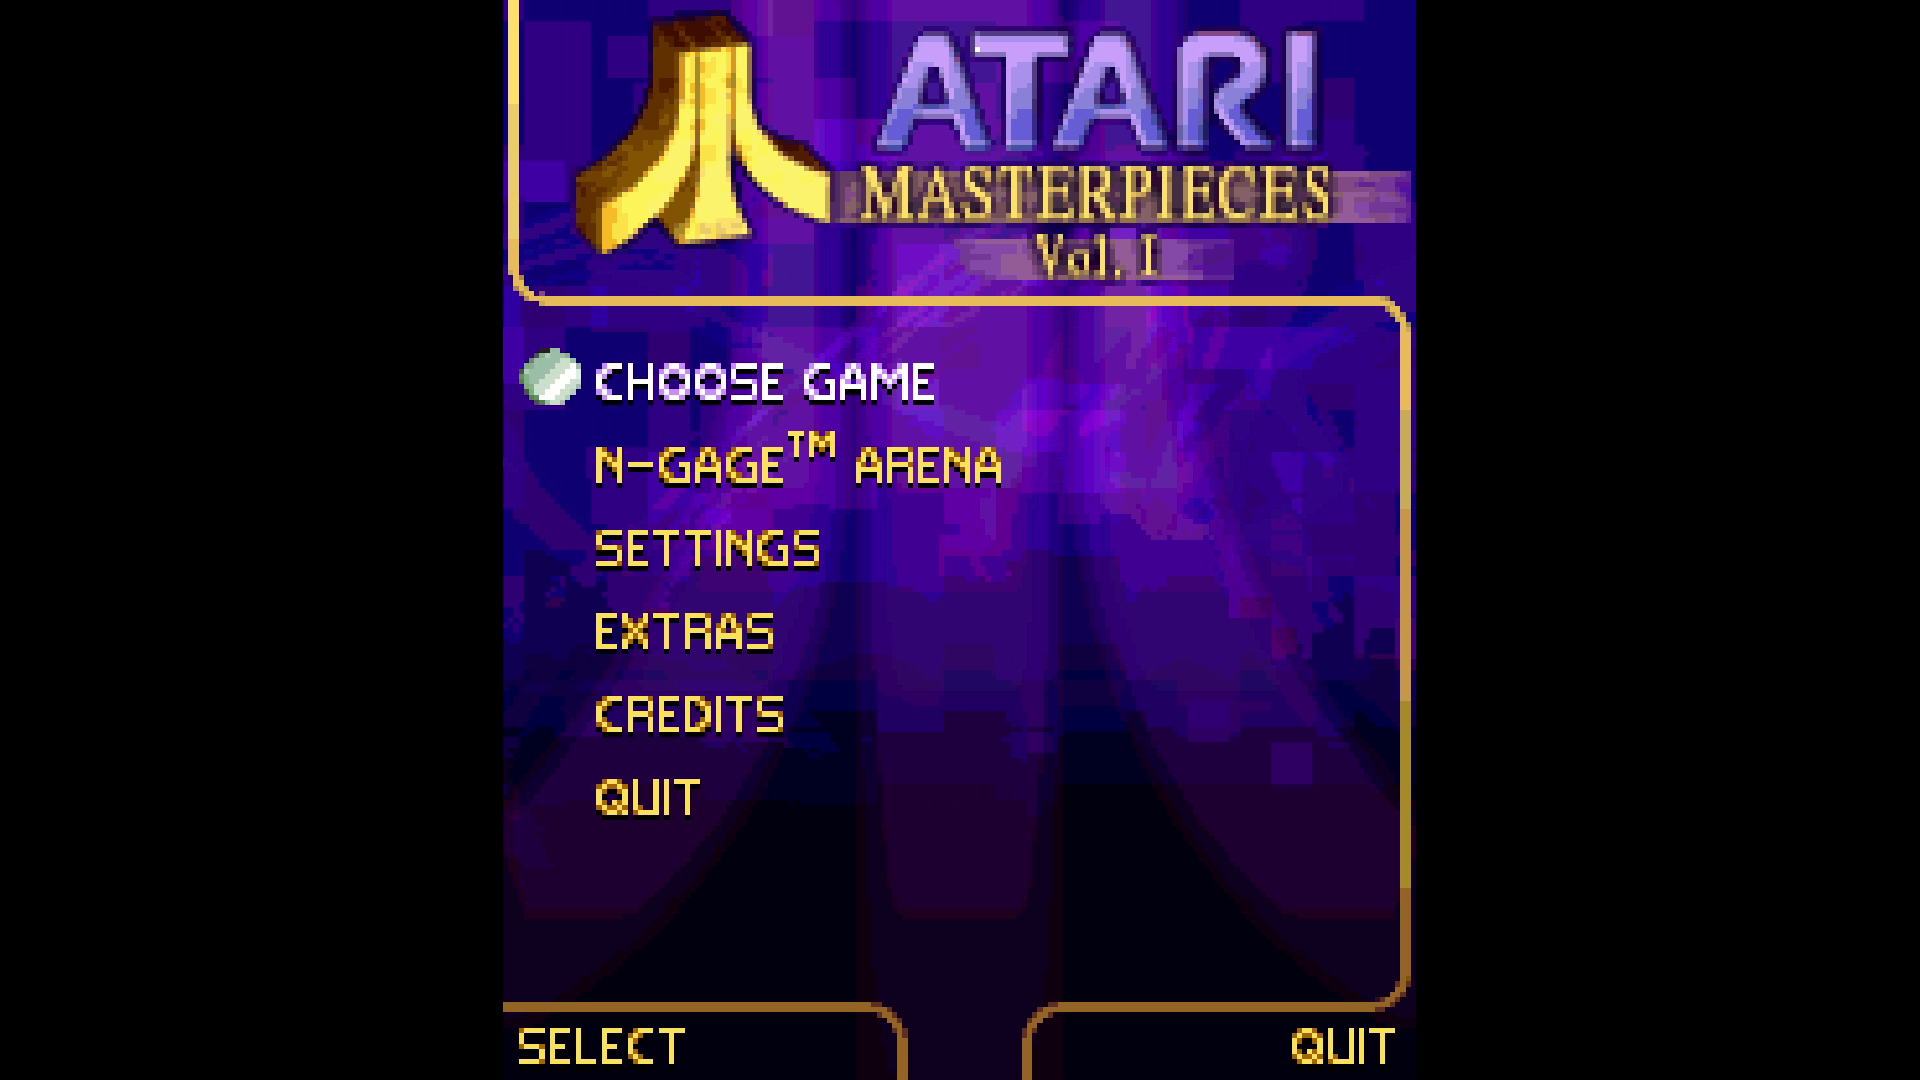 ATARI
MASTERPIECES
Vol. I
CHOOSE GAME
N-GAGE™ ARENA
SETTINGS
EXTRAS
CREDITS
QUIT
SELECT
QUIT